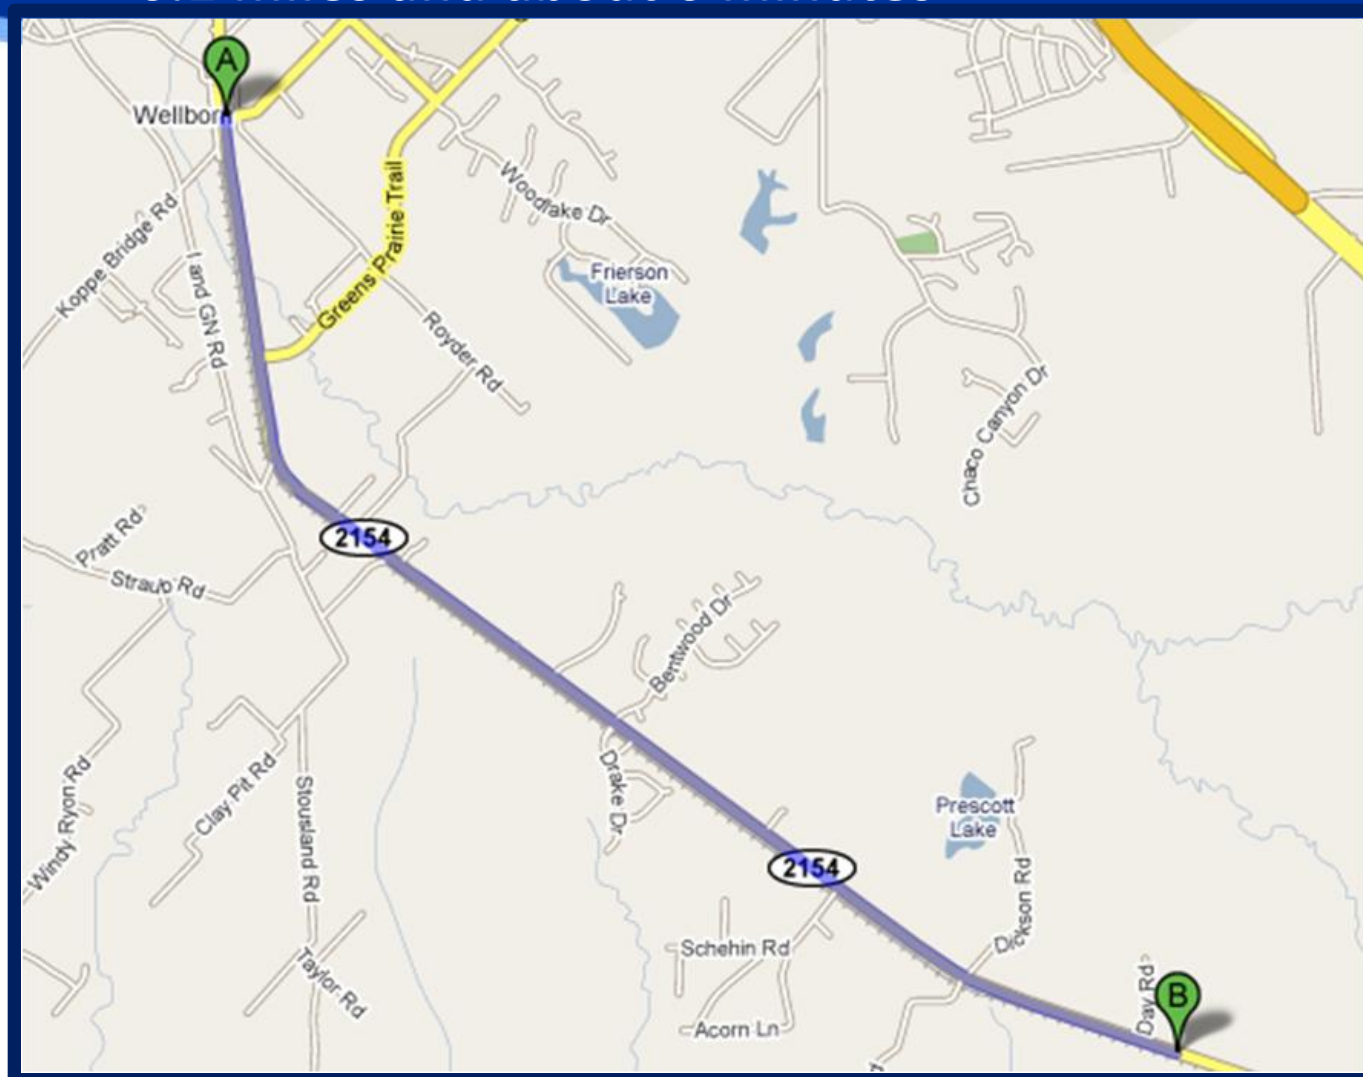 A
Wellborn
Koppe Bridge Rd
I and GN Rd
Greens Prairie Trail
Woodlake Dr
Frierson
Lake
Royder Rd
Chaco Canyon Dr
Pratt Rd
Straub Rd
2154
Bentwood Dr
Drake Dr
Windy Ryon Rd
Clay Pit Rd
Stousland Rd
Taylor Rd
2154
Prescott
Lake
Dickson Rd
Schehin Rd
Acorn Ln
Day Rd
B